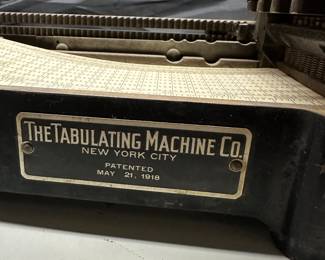 THE TABULATING MACHINE CO.
NEW YORK CITY
PATENTED
MAY 21, 1918